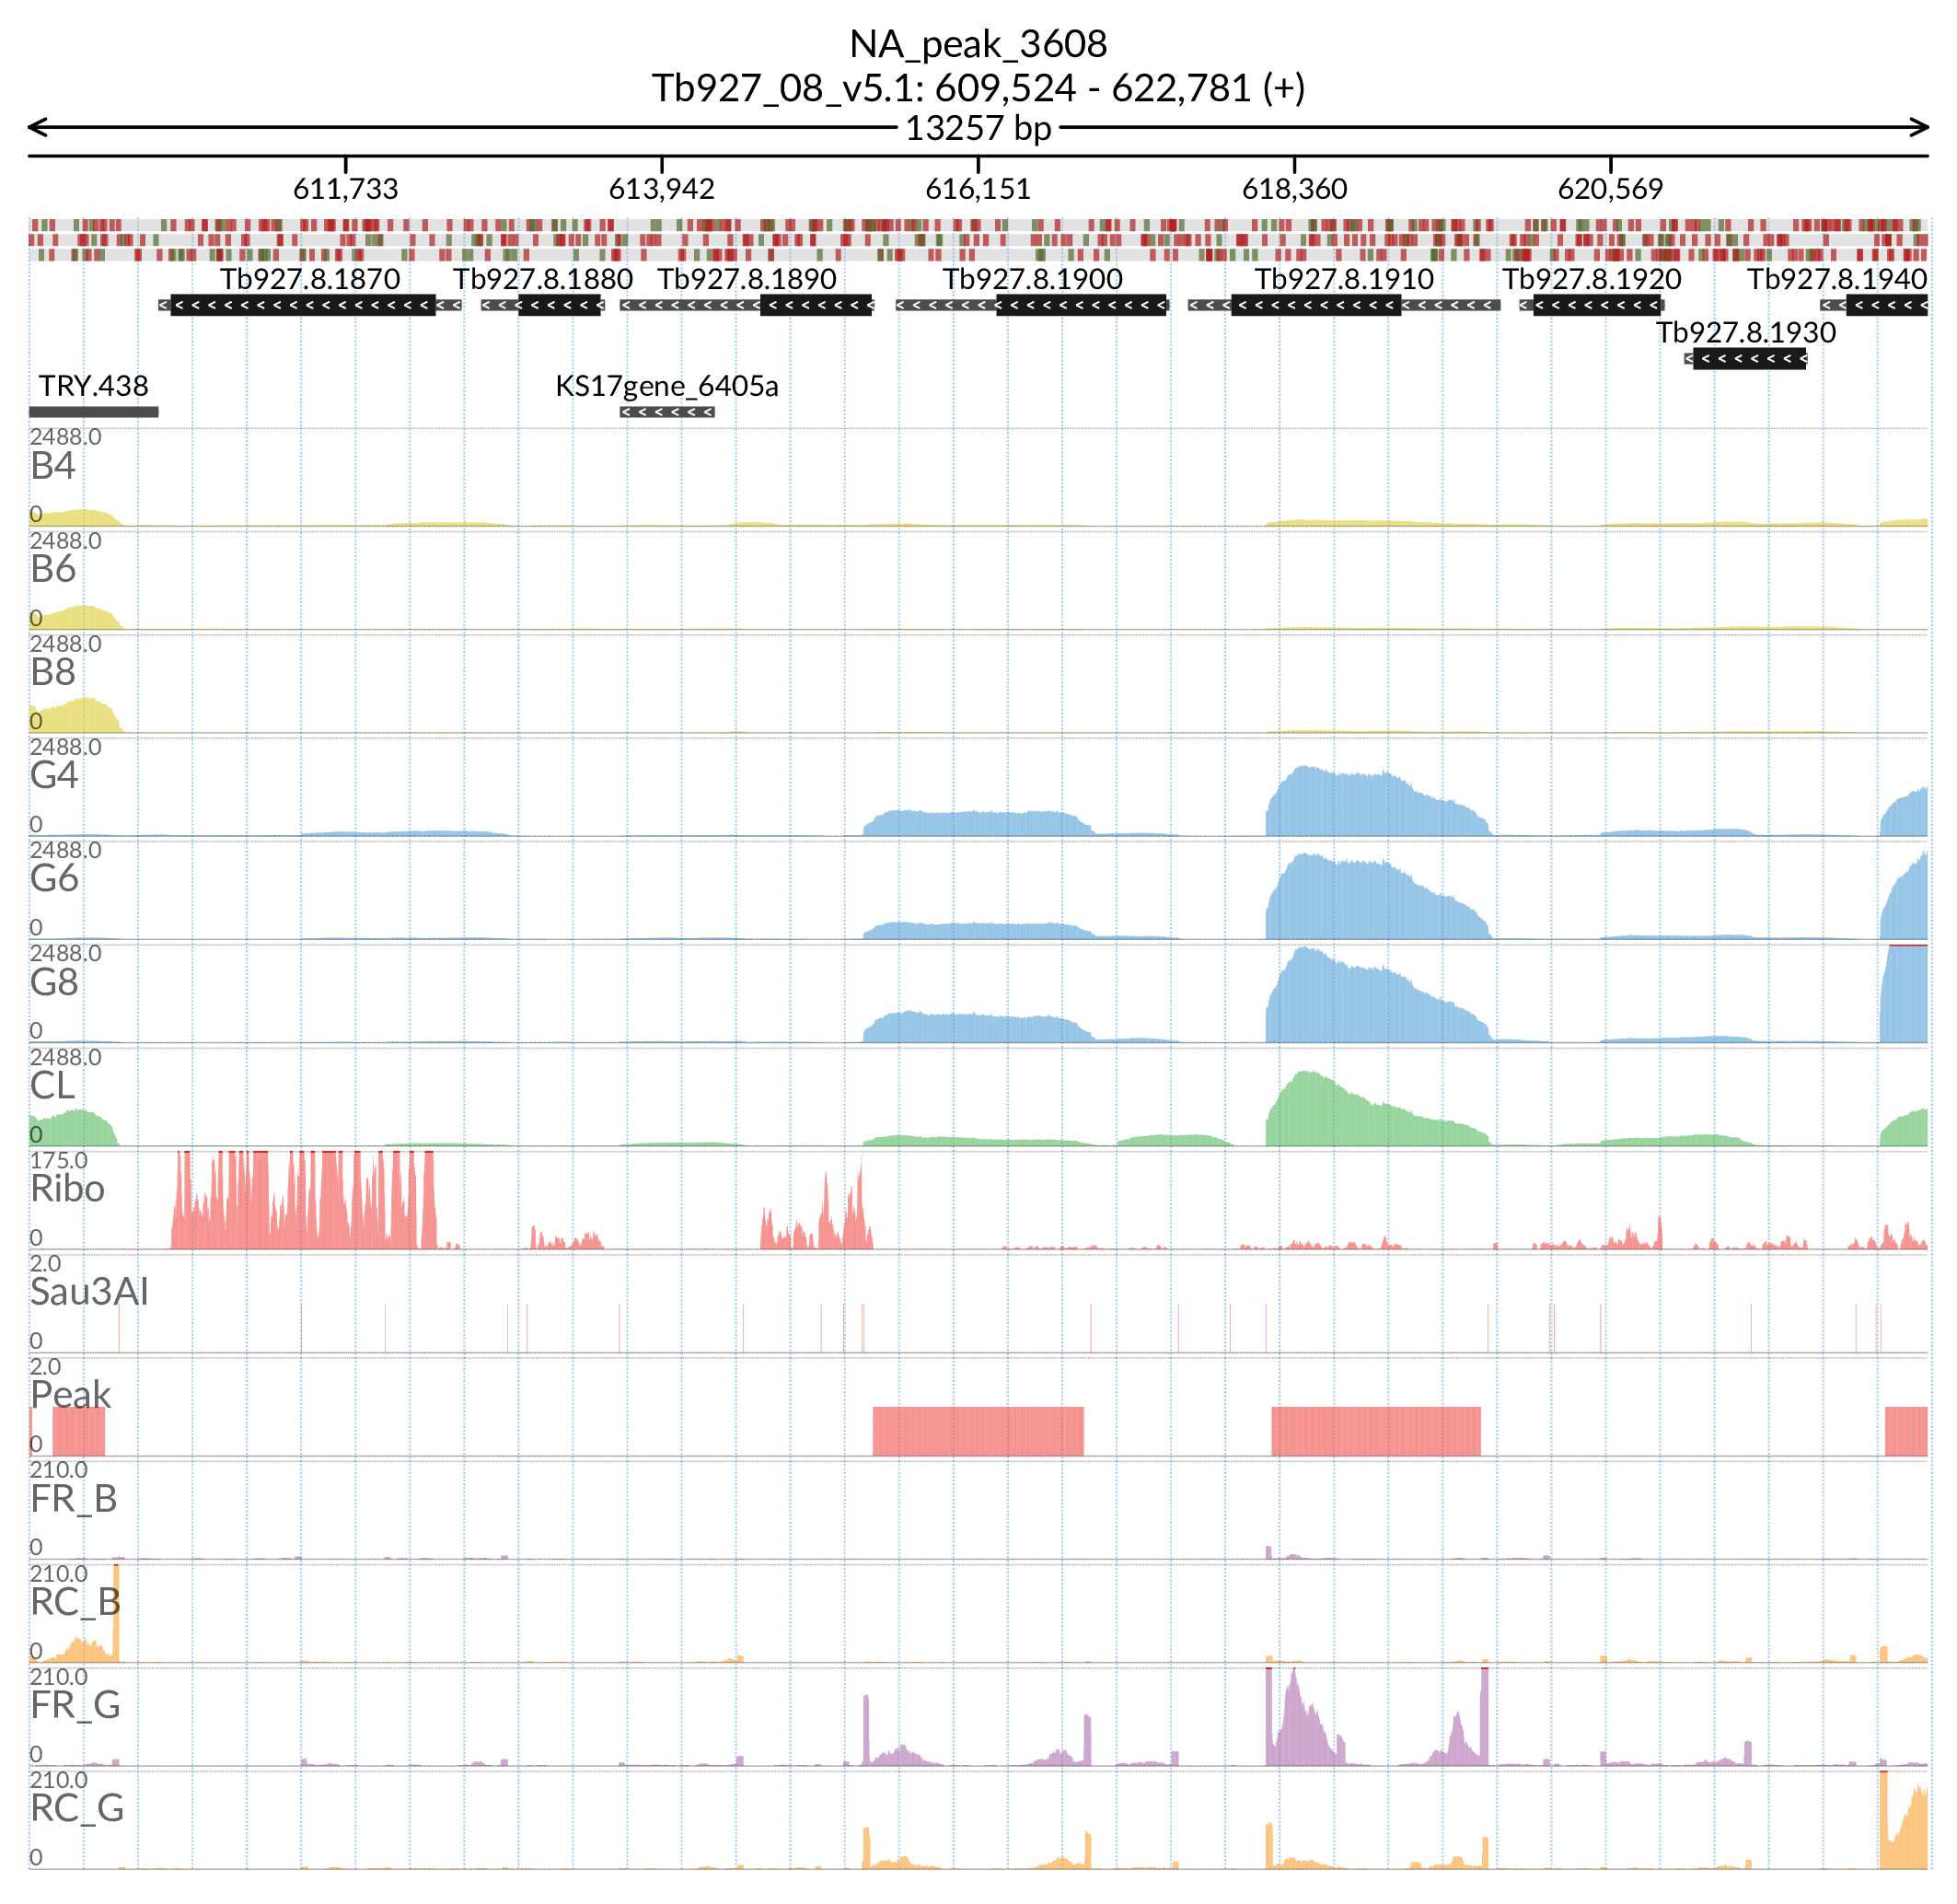 NA_peak_3608
Tb927_08_v5.1: 609,524 - 622,781 (+)
13257 bp
611,733 613,942 616,151 618,360 620,569
Tb927.8.1870 Tb927.8.1880 Tb927.8.1890 Tb927.8.1900 Tb927.8.1910 Tb927.8.1920 Tb927.8.1940
Tb927.8.1930
TRY.438 KS17gene_6405a
2488.0
B4
0
2488.0
B6
0
2488.0
B8
0
2488.0
G4
0
2488.0
G6
0
2488.0
G8
0
2488.0
CL
0
175.0
Ribo
0
2.0
Sau3AI
0
2.0
Peak
0
210.0
FR_B
0
210.0
RC_B
0
210.0
FR_G
0
210.0
RC_G
0